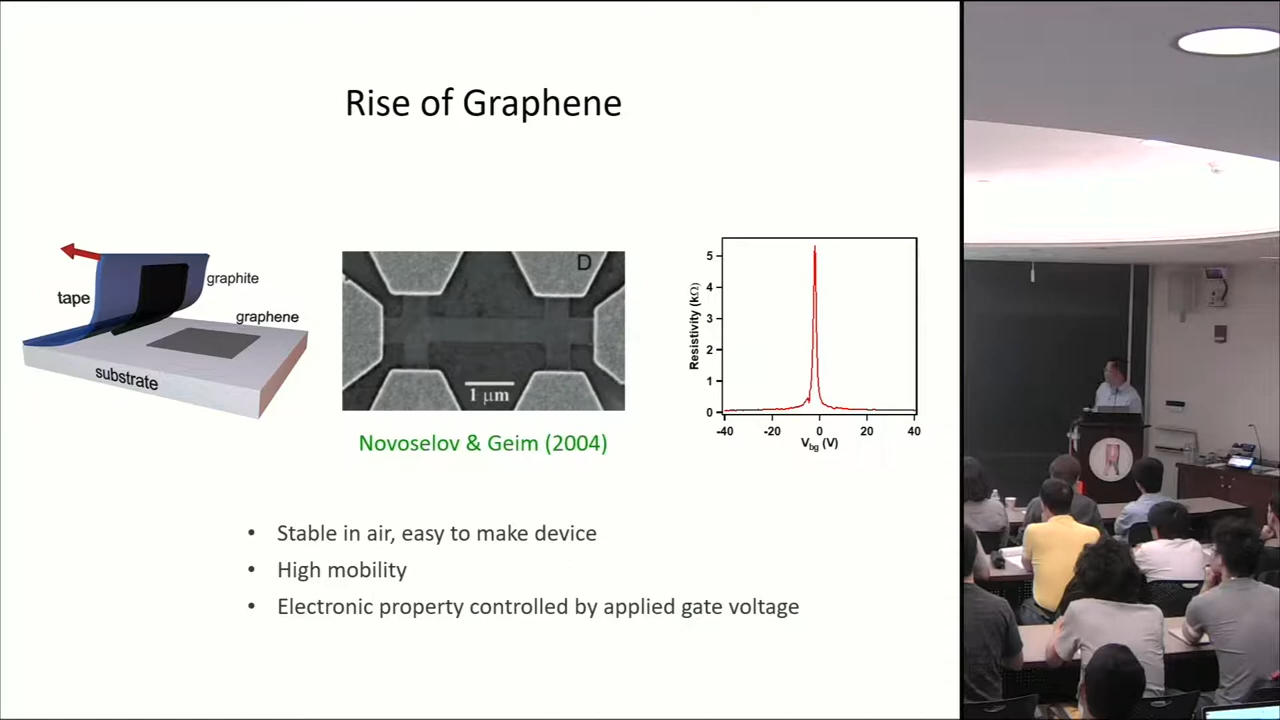 Rise of Graphene
graphite
tape
graphene
substrate
D
1 μm
Novoselov & Geim (2004)
Resistivity (kΩ)
5
4
3
2
1
0
-40 -20 0 20 40
Vbg (V)
• Stable in air, easy to make device
• High mobility
• Electronic property controlled by applied gate voltage